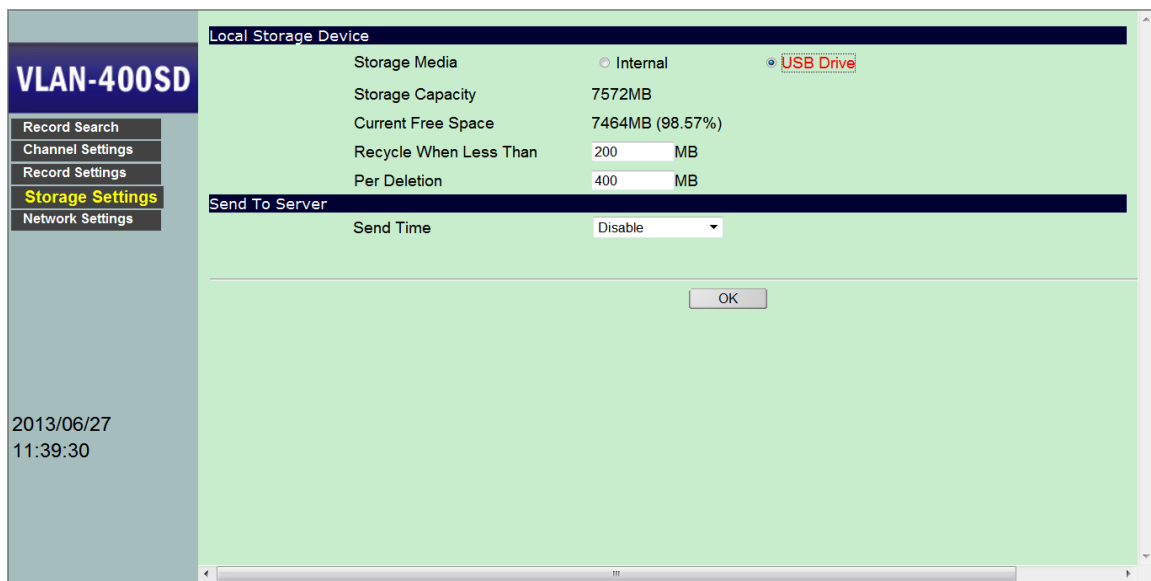 VLAN-400SD
Record Search
Channel Settings
Record Settings
Storage Settings
Network Settings
2013/06/27
11:39:30
Local Storage Device
Storage Media Internal USB Drive
Storage Capacity 7572MB
Current Free Space 7464MB (98.57%)
Recycle When Less Than 200 MB
Per Deletion 400 MB
Send To Server
Send Time Disable
OK